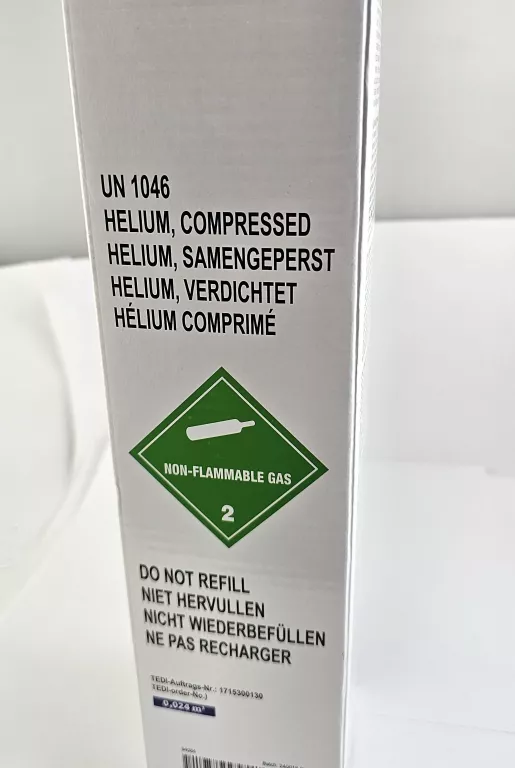 UN 1046
HELIUM, COMPRESSED
HELIUM, SAMENGEPERST
HELIUM, VERDICHTET
HÉLIUM COMPRIMÉ
NON-FLAMMABLE GAS
2
DO NOT REFILL
NIET HERVULLEN
NICHT WIEDERBEFÜLLEN
NE PAS RECHARGER
TEDI-Auftrags-Nr.: 1715300130
TEDI-order-No.)
0,024 m³